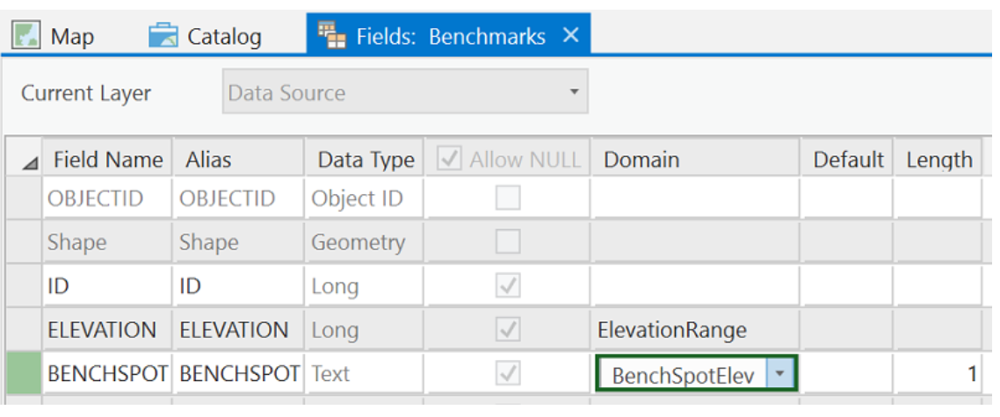 Map Catalog Fields: Benchmarks
Current Layer Data Source
Field Name Alias Data Type Allow NULL Domain Default Length
OBJECTID OBJECTID Object ID
Shape Shape Geometry
ID ID Long
ELEVATION ELEVATION Long ElevationRange
BENCHSPOT BENCHSPOT Text BenchSpotElev 1